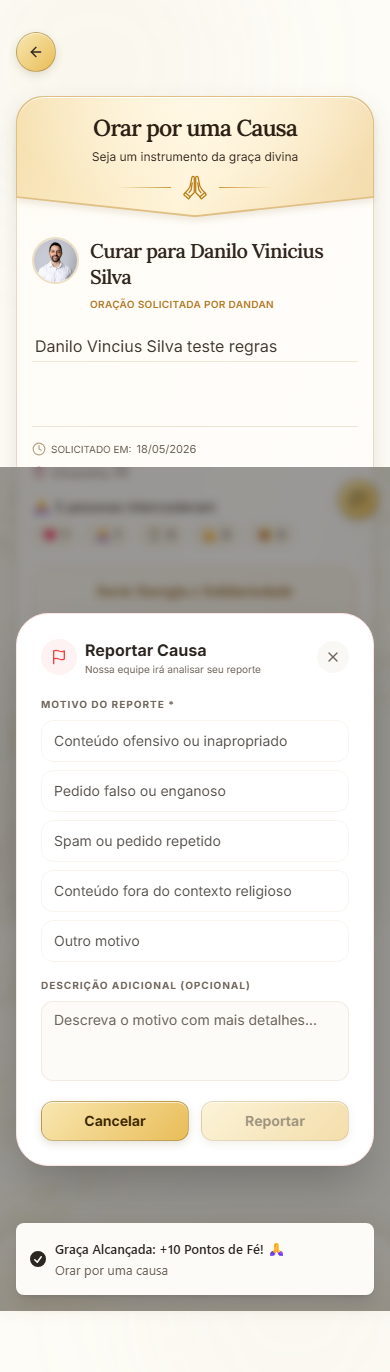 Orar por uma Causa
Seja um instrumento da graça divina
Curar para Danilo Vinicius
Silva
ORAÇÃO SOLICITADA POR DANDAN
Danilo Vincius Silva teste regras
SOLICITADO EM: 18/05/2026
Reportar Causa
Nossa equipe irá analisar seu reporte
MOTIVO DO REPORTE *
Conteúdo ofensivo ou inapropriado
Pedido falso ou enganoso
Spam ou pedido repetido
Conteúdo fora do contexto religioso
Outro motivo
DESCRIÇÃO ADICIONAL (OPCIONAL)
Descreva o motivo com mais detalhes...
Cancelar
Reportar
Graça Alcançada: +10 Pontos de Fé! 🙏
Orar por uma causa